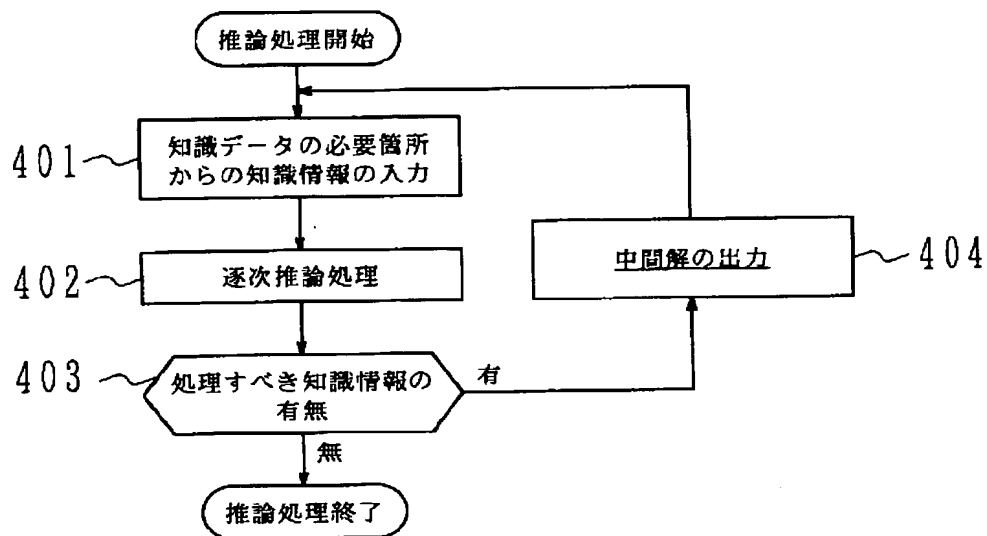 推論処理開始
401
知識データの必要箇所
からの知識情報の入力
402
逐次推論処理
403
処理すべき知識情報の
有無
有
無
中間解の出力
404
推論処理終了